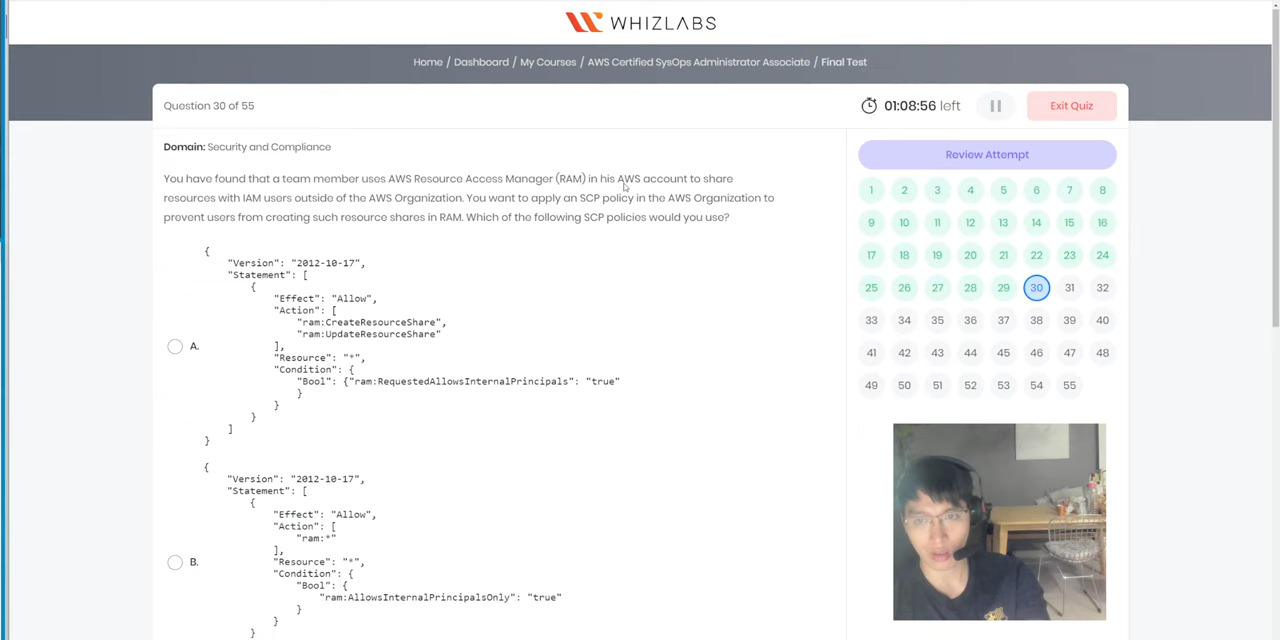 WHIZLABS
Home / Dashboard / My Courses / AWS Certified SysOps Administrator Associate / Final Test
Question 30 of 55
01:08:56 left
Exit Quiz
Domain: Security and Compliance
You have found that a team member uses AWS Resource Access Manager (RAM) in his AWS account to share
resources with IAM users outside of the AWS Organization. You want to apply an SCP policy in the AWS Organization to
prevent users from creating such resource shares in RAM. Which of the following SCP policies would you use?
{
"Version": "2012-10-17",
"Statement": [
{
"Effect": "Allow",
"Action": [
"ram:CreateResourceShare",
"ram:UpdateResourceShare"
],
A.
"Resource": "*",
"Condition": {
"Bool": {"ram:RequestedAllowsInternalPrincipals": "true"
}
}
}
]
}
{
"Version": "2012-10-17",
"Statement": [
{
"Effect": "Allow",
"Action": [
"ram:*"
],
B.
"Resource": "*",
"Condition": {
"Bool": {
"ram:AllowsInternalPrincipalsOnly": "true"
}
}
Review Attempt
1 2 3 4 5 6 7 8
9 10 11 12 13 14 15 16
17 18 19 20 21 22 23 24
25 26 27 28 29 30 31 32
33 34 35 36 37 38 39 40
41 42 43 44 45 46 47 48
49 50 51 52 53 54 55